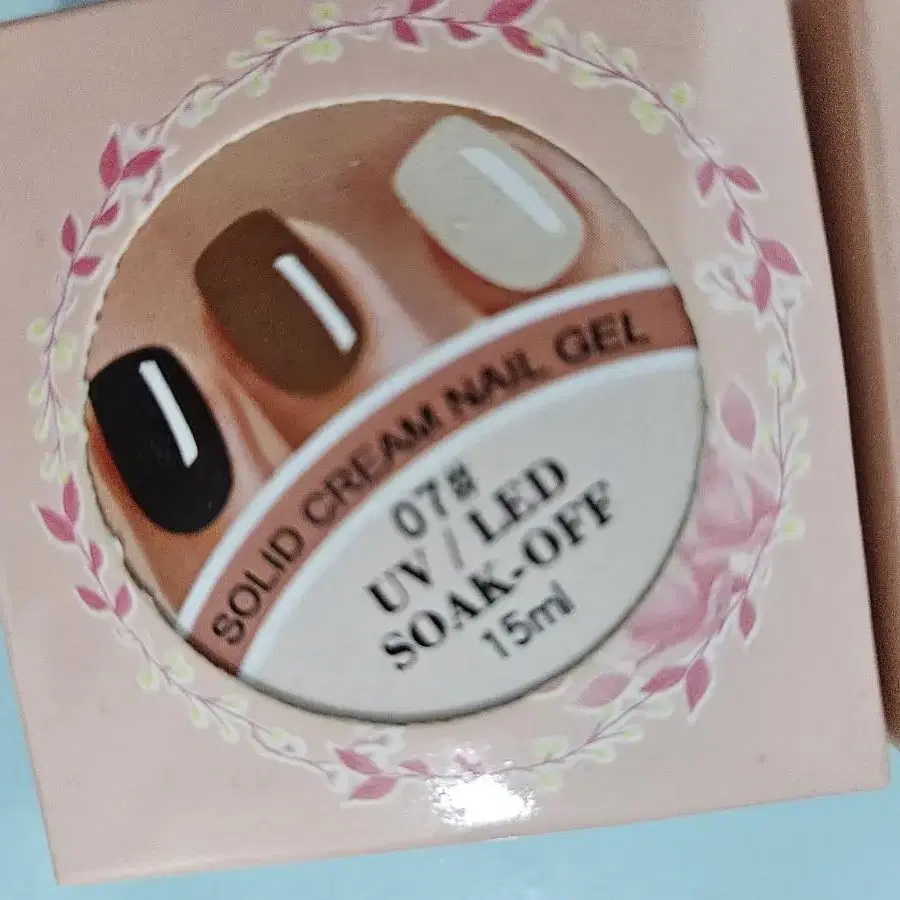 SOLID CREAM NAIL GEL
07#
UV / LED
SOAK-OFF
15ml